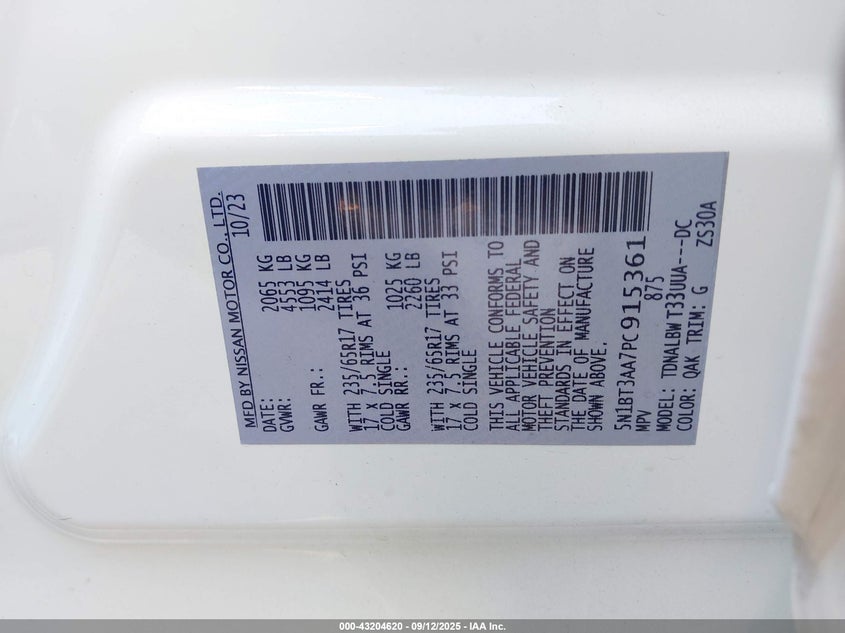 MFD BY NISSAN MOTOR CO., LTD.
DATE: 10/23
GVWR: 2065 KG
4553 LB
GAWR FR.: 1095 KG
2414 LB
WITH 235/65R17 TIRES
17 x 7.5 RIMS AT 36 PSI
COLD SINGLE
GAWR RR.: 1025 KG
2260 LB
WITH 235/65R17 TIRES
17 x 7.5 RIMS AT 33 PSI
COLD SINGLE
THIS VEHICLE CONFORMS TO
ALL APPLICABLE FEDERAL
MOTOR VEHICLE SAFETY AND
THEFT PREVENTION
STANDARDS IN EFFECT ON
THE DATE OF MANUFACTURE
SHOWN ABOVE.
5N1BT3AA7PC915361
MPV 875
MODEL: TDNALBW T33UUA---DC
COLOR: QAK TRIM: G ZS30A
000-43204620 - 09/12/2025 - IAA Inc.